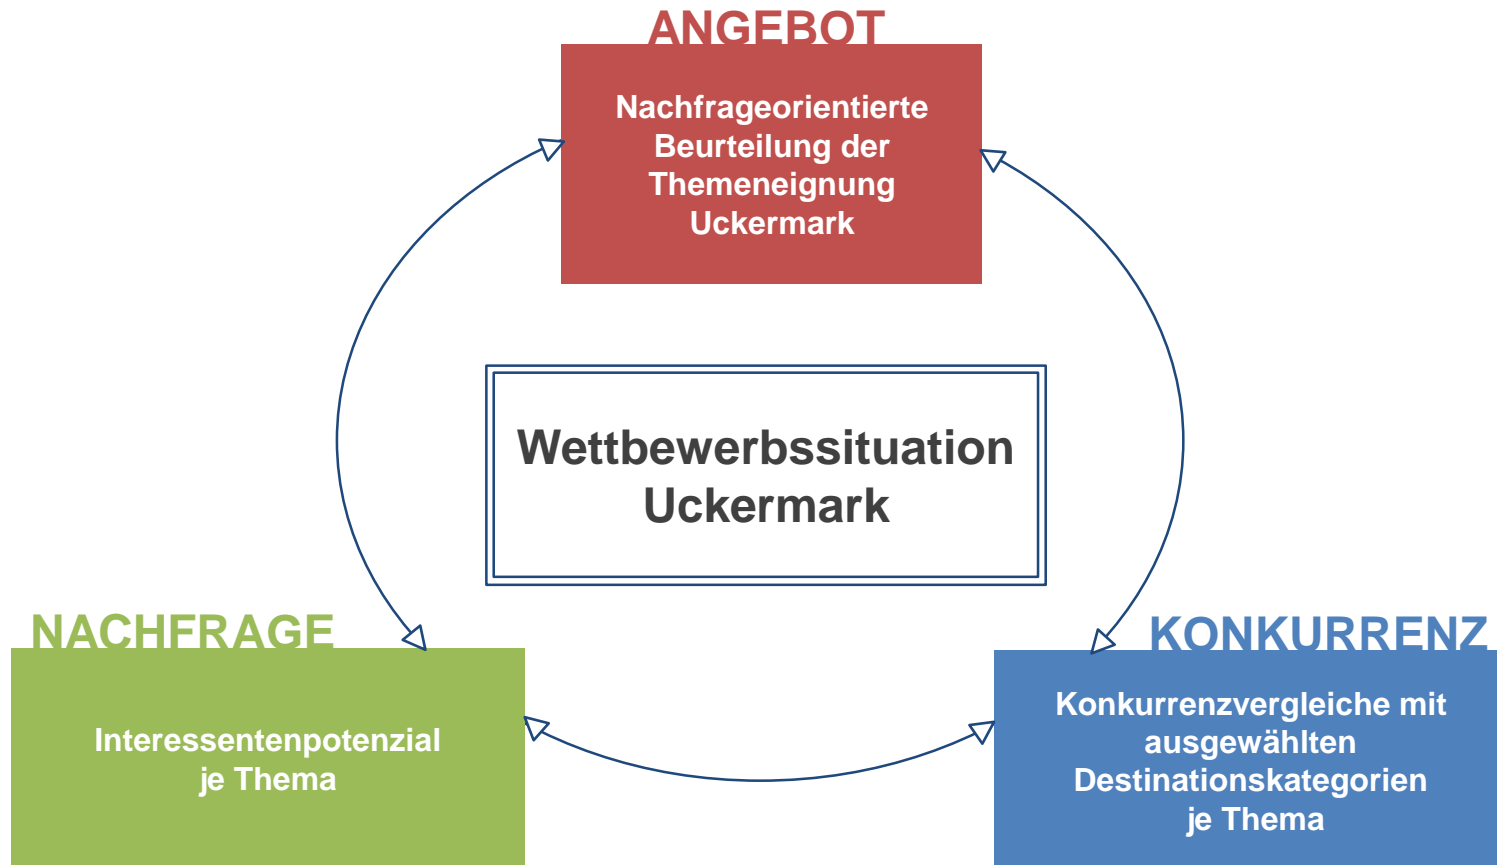 ANGEBOT
Nachfrageorientierte
Beurteilung der
Themeneignung
Uckermark
Wettbewerbssituation
Uckermark
NACHFRAGE
Interessentenpotenzial
je Thema
KONKURRENZ
Konkurrenzvergleiche mit
ausgewählten
Destinationskategorien
je Thema